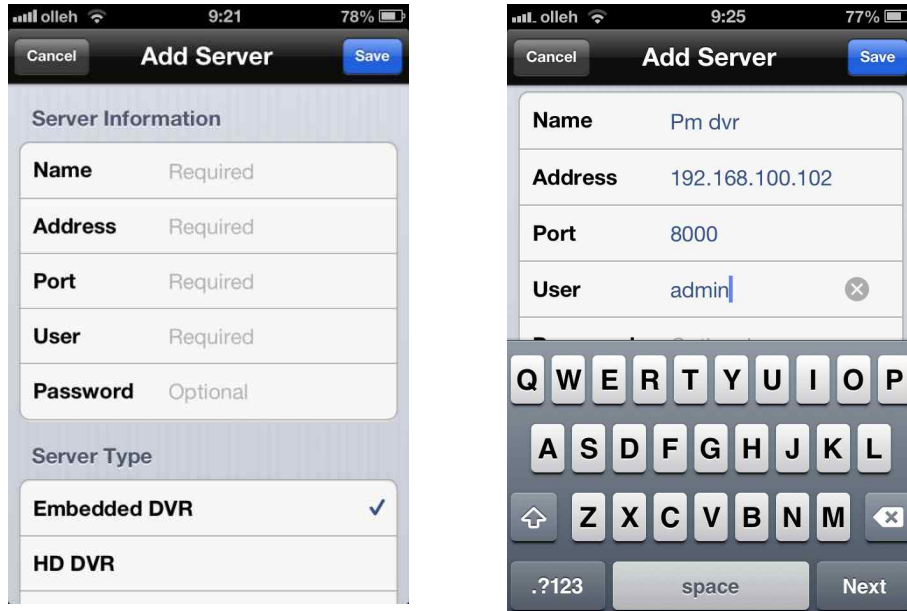 olleh 9:21 78%
Cancel Add Server Save
Server Information
Name Required
Address Required
Port Required
User Required
Password Optional
Server Type
Embedded DVR
HD DVR
olleh 9:25 77%
Cancel Add Server Save
Name Pm dvr
Address 192.168.100.102
Port 8000
User admin
Q W E R T Y U I O P
A S D F G H J K L
Z X C V B N M
.?123 space Next